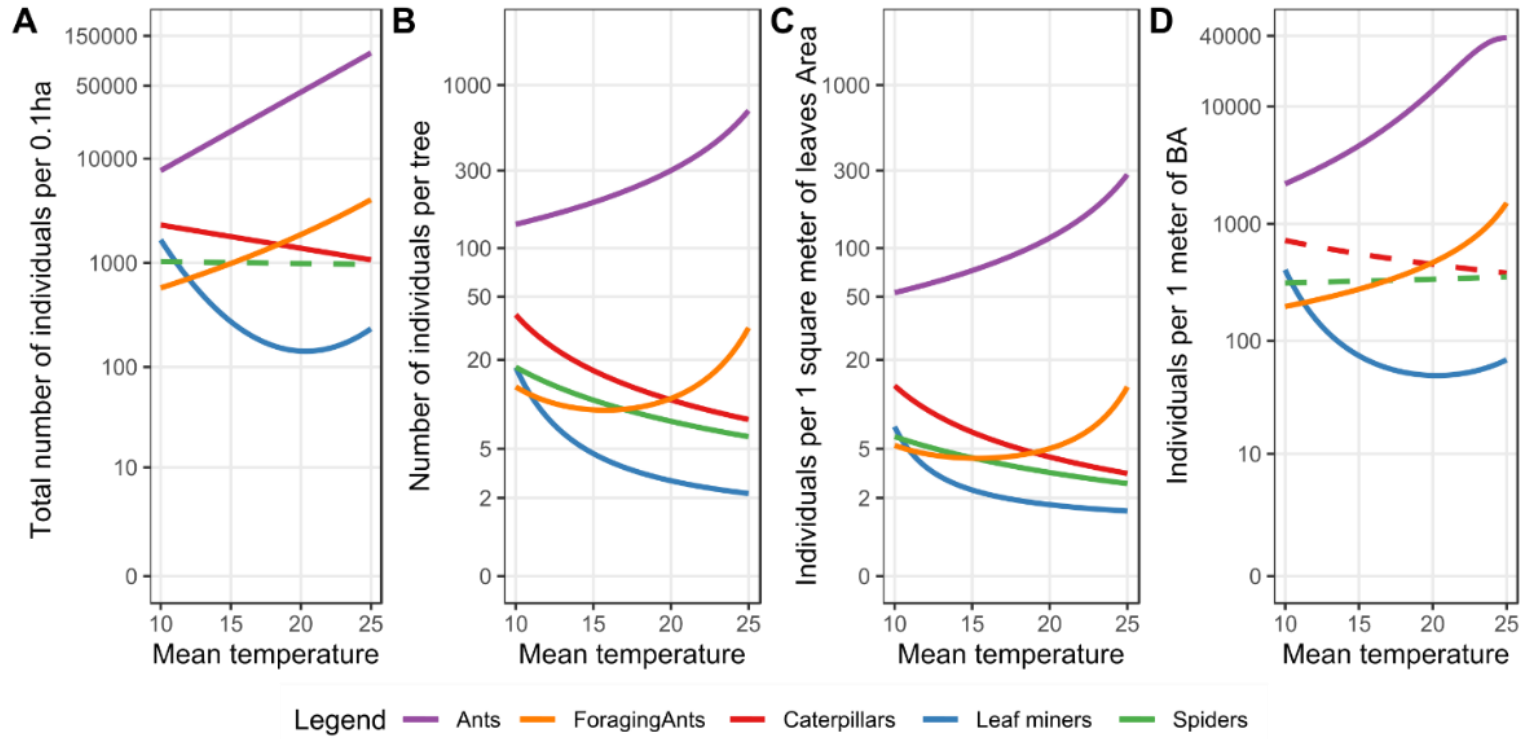 A
Total number of individuals per 0.1ha
150000
50000
10000
1000
100
10
0
10 15 20 25
Mean temperature
B
Number of individuals per tree
1000
300
100
50
20
5
2
0
10 15 20 25
Mean temperature
C
Individuals per 1 square meter of leaves Area
1000
300
100
50
20
5
2
0
10 15 20 25
Mean temperature
D
Individuals per 1 meter of BA
40000
10000
1000
100
10
0
10 15 20 25
Mean temperature
Legend Ants ForagingAnts Caterpillars Leaf miners Spiders